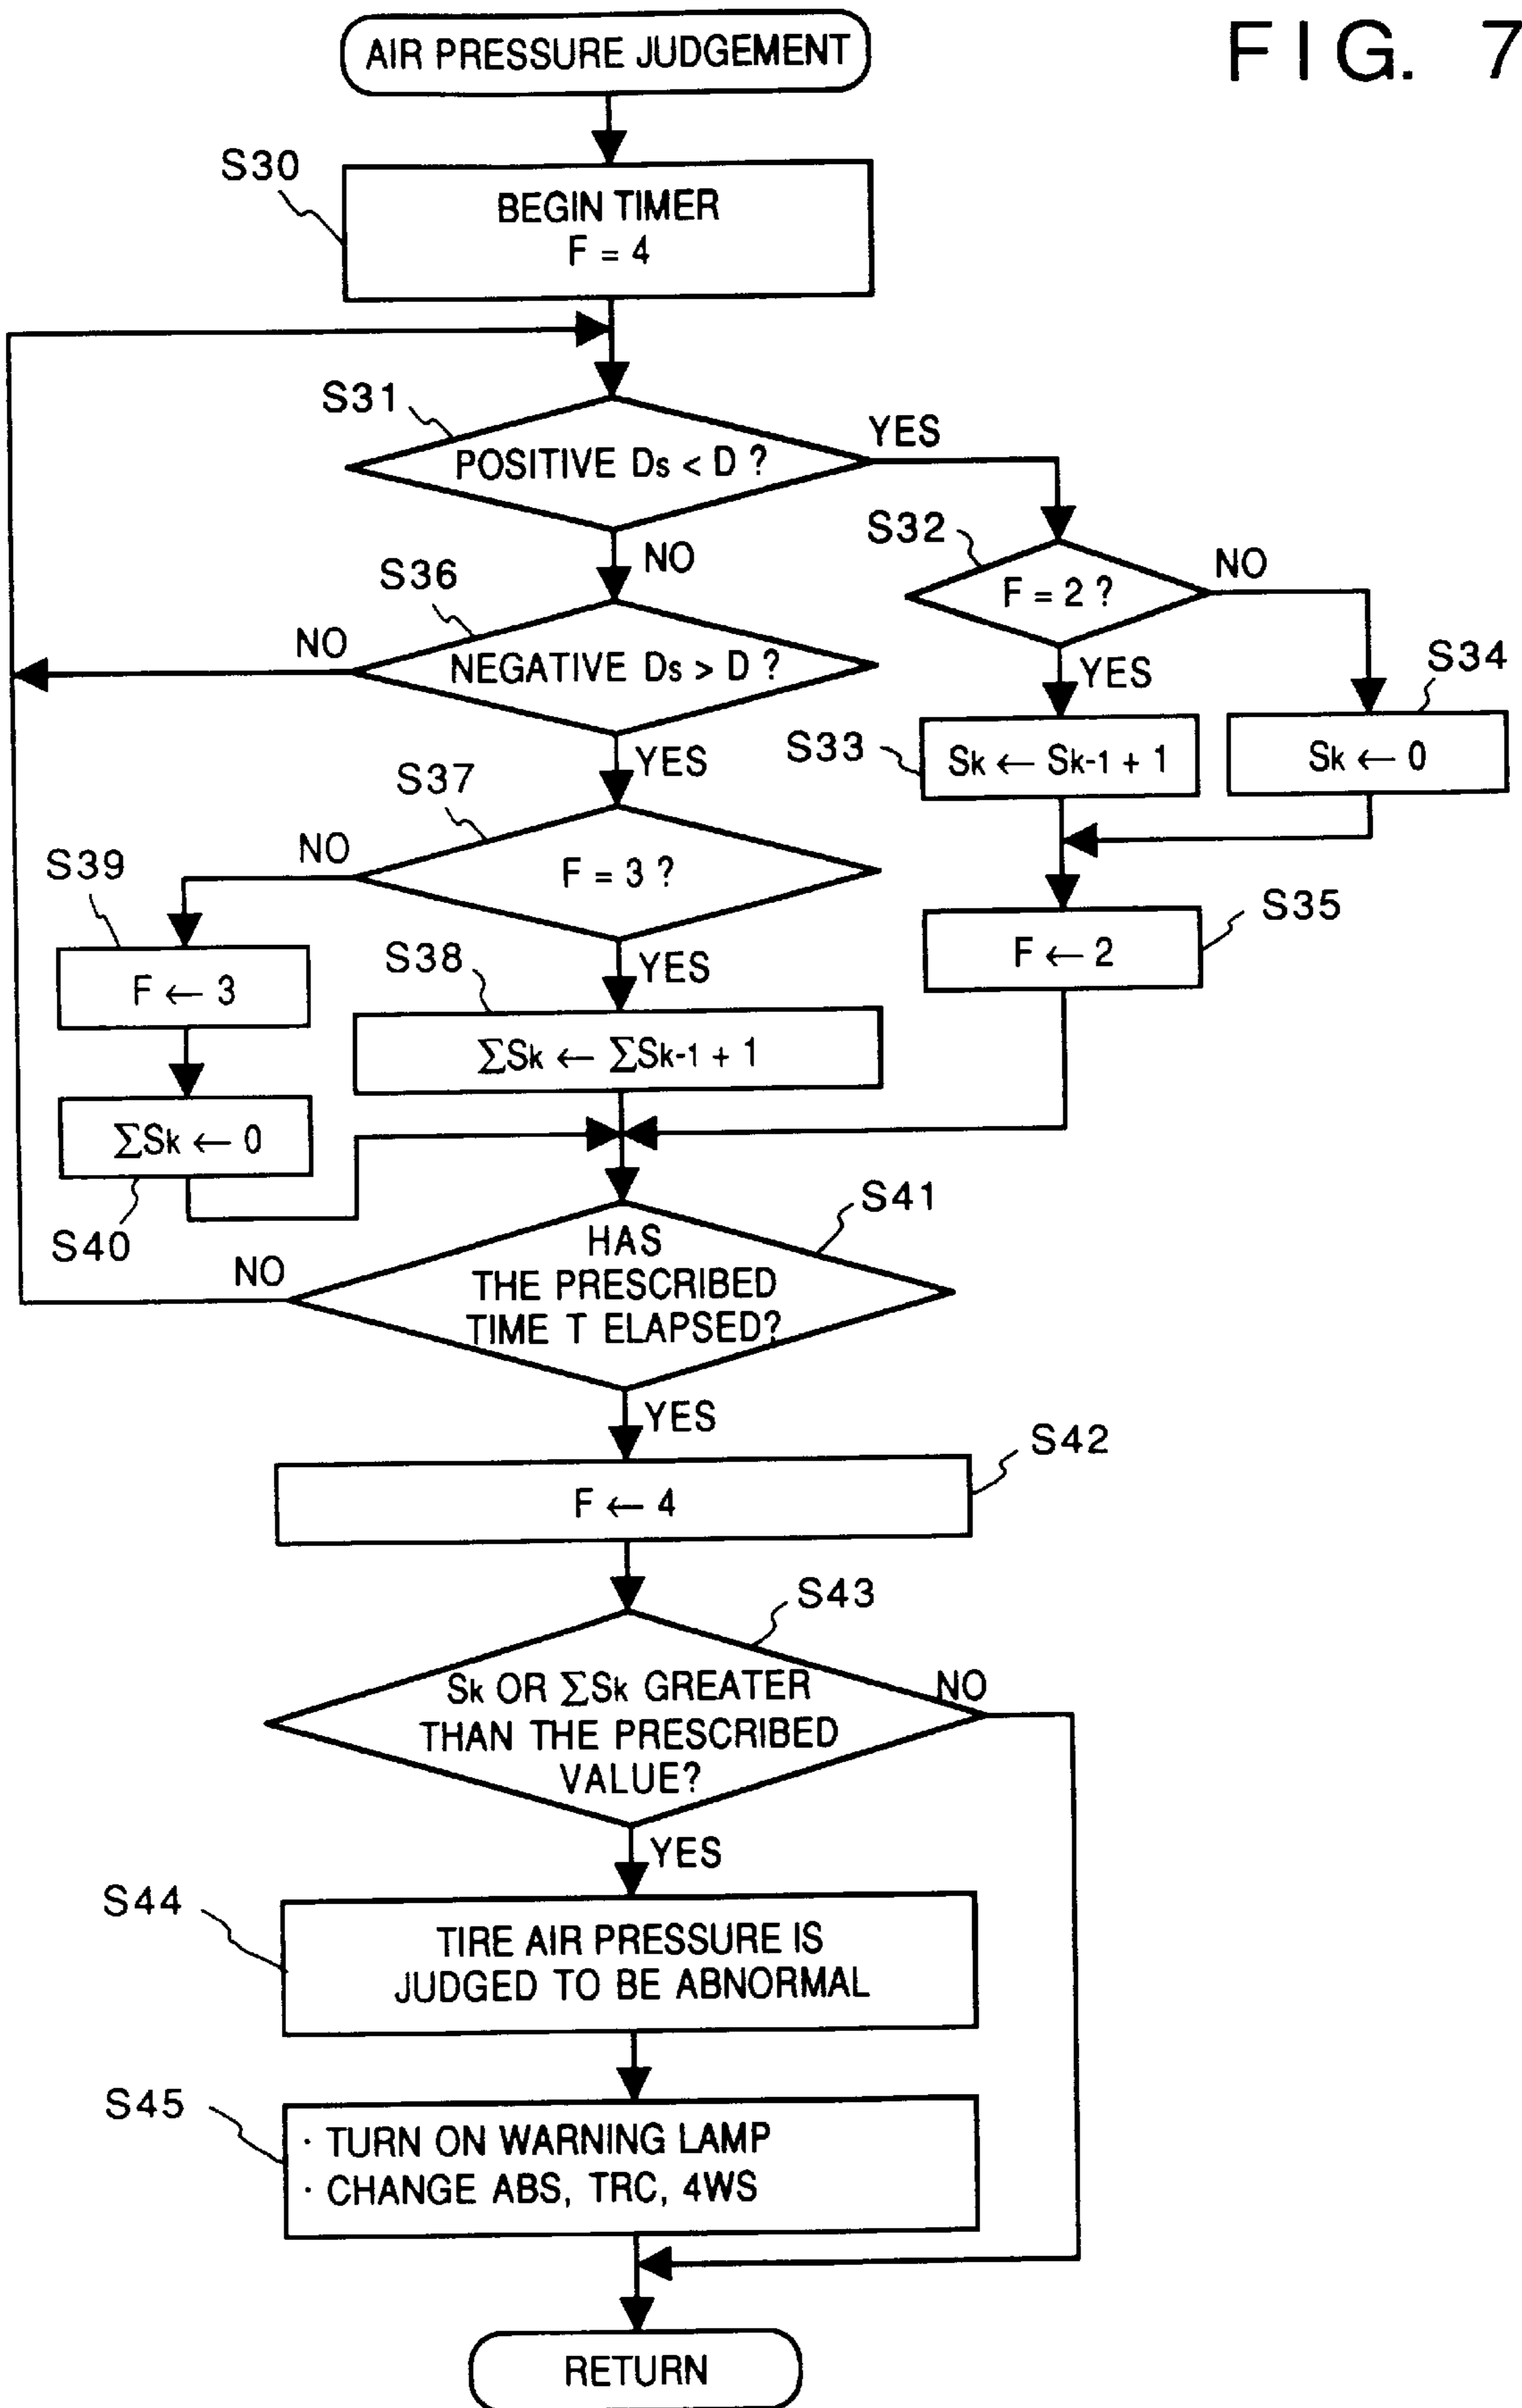 FIG. 7
AIR PRESSURE JUDGEMENT
S30
BEGIN TIMER
F = 4
S31
POSITIVE Ds < D ?
YES
NO
S32
F = 2 ?
NO
YES
S36
NO
NEGATIVE Ds > D ?
YES
S33
Sk ← Sk-1 + 1
S34
Sk ← 0
S37
NO
F = 3 ?
YES
S35
F ← 2
S39
F ← 3
S38
ΣSk ← ΣSk-1 + 1
ΣSk ← 0
S40
S41
NO
HAS
THE PRESCRIBED
TIME T ELAPSED?
YES
S42
F ← 4
S43
Sk OR ΣSk GREATER
THAN THE PRESCRIBED
VALUE?
NO
YES
S44
TIRE AIR PRESSURE IS
JUDGED TO BE ABNORMAL
S45
· TURN ON WARNING LAMP
· CHANGE ABS, TRC, 4WS
RETURN